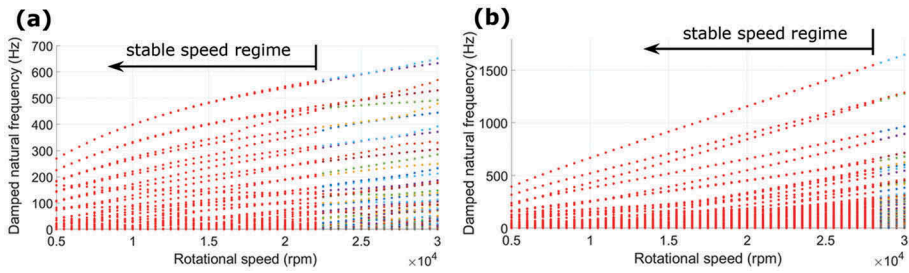 (a)
stable speed regime
700
600
500
400
300
200
100
0
Damped natural frequency (Hz)
0.5 1 1.5 2 2.5 3
Rotational speed (rpm)
×10⁴
(b)
stable speed regime
1500
1000
500
0
Damped natural frequency (Hz)
0.5 1 1.5 2 2.5 3
Rotational speed (rpm)
×10⁴